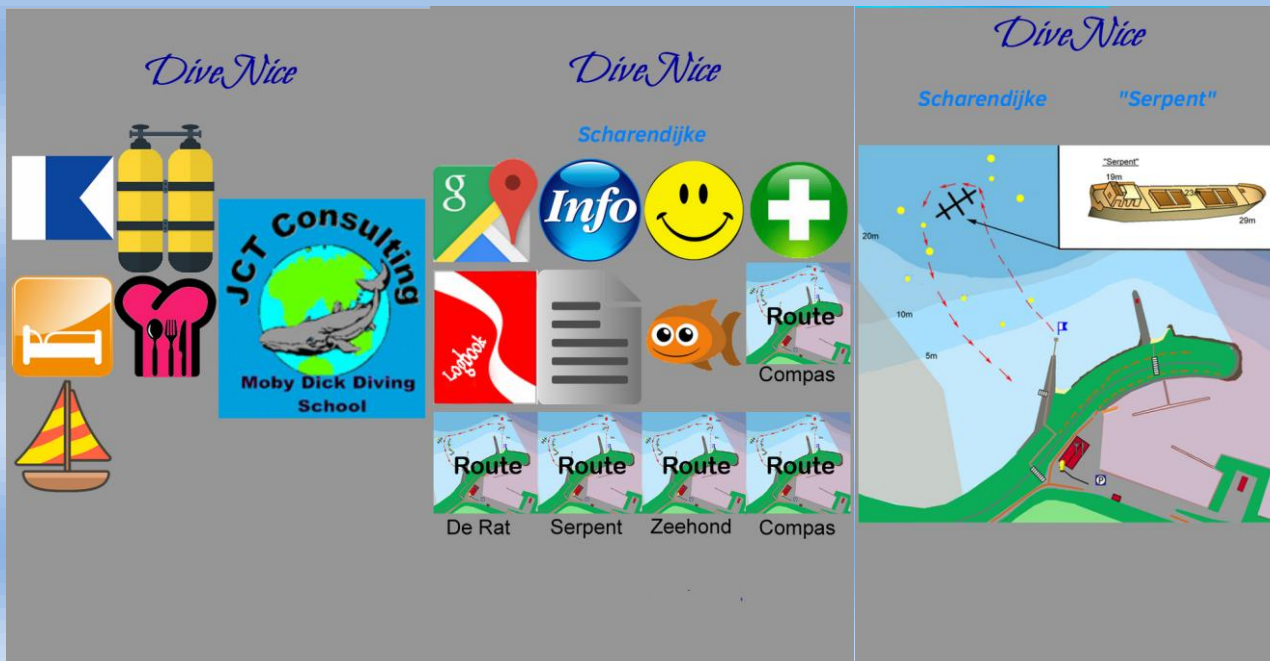 DiveNice
JCT Consulting
Moby Dick Diving
School
DiveNice
Scharendijke
g
Info
Route
Compas
logboek
Route
Route
Route
Route
De Rat
Serpent
Zeehond
Compas
DiveNice
Scharendijke
"Serpent"
"Serpent"
19m
23m
29m
20m
10m
5m
P